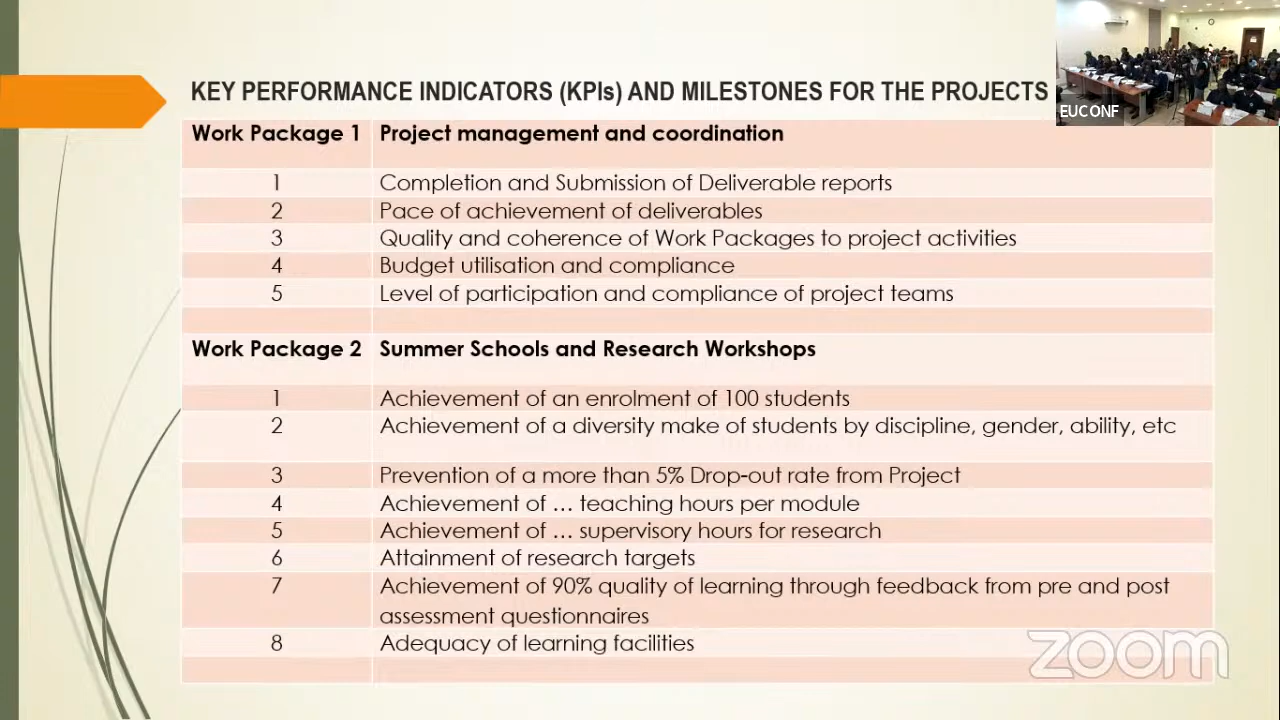 KEY PERFORMANCE INDICATORS (KPIs) AND MILESTONES FOR THE PROJECTS
EUCONF
Work Package 1 Project management and coordination
1 Completion and Submission of Deliverable reports
2 Pace of achievement of deliverables
3 Quality and coherence of Work Packages to project activities
4 Budget utilisation and compliance
5 Level of participation and compliance of project teams
Work Package 2 Summer Schools and Research Workshops
1 Achievement of an enrolment of 100 students
2 Achievement of a diversity make of students by discipline, gender, ability, etc
3 Prevention of a more than 5% Drop-out rate from Project
4 Achievement of … teaching hours per module
5 Achievement of … supervisory hours for research
6 Attainment of research targets
7 Achievement of 90% quality of learning through feedback from pre and post
assessment questionnaires
8 Adequacy of learning facilities
zoom